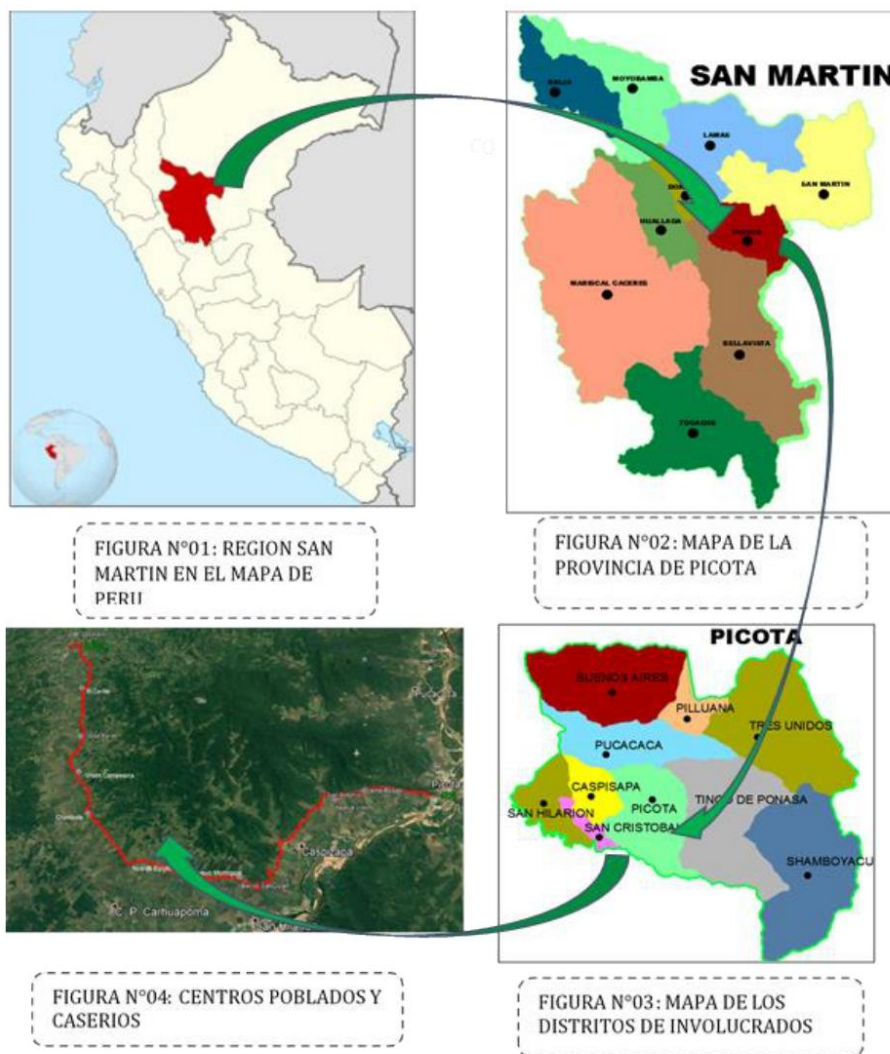 SAN MARTIN
MOYOBAMBA
RIOJA
LAMAS
SAN MARTIN
HUALLAGA
MARISCAL CACERES
BELLAVISTA
TOCACHE
FIGURA N°01: REGION SAN
MARTIN EN EL MAPA DE
PERU
FIGURA N°02: MAPA DE LA
PROVINCIA DE PICOTA
PICOTA
BUENOS AIRES
PILLUANA
TRES UNIDOS
PUCACACA
CASPISAPA
PICOTA
TINGO DE PONASA
SAN HILARION
SAN CRISTOBAL
SHAMBOYACU
Caspizapa
C. P. Carhuapoma
FIGURA N°04: CENTROS POBLADOS Y
CASERIOS
FIGURA N°03: MAPA DE LOS
DISTRITOS DE INVOLUCRADOS